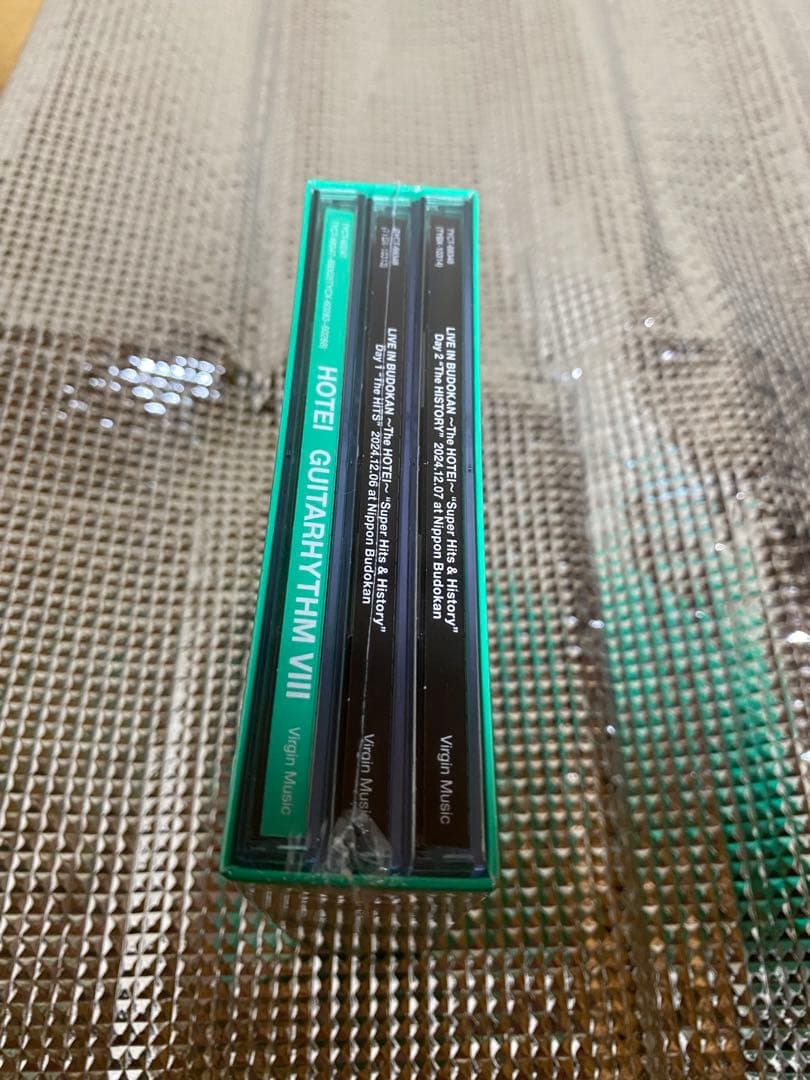 HOTEI GUITARHYTHM VIII
Virgin Music
LIVE IN BUDOKAN ~The HOTEI~ "Super Hits & History"
Day 1 "The HITS" 2024.12.06 at Nippon Budokan
Virgin Music
LIVE IN BUDOKAN ~The HOTEI~ "Super Hits & History"
Day 2 "The HISTORY" 2024.12.07 at Nippon Budokan
Virgin Music